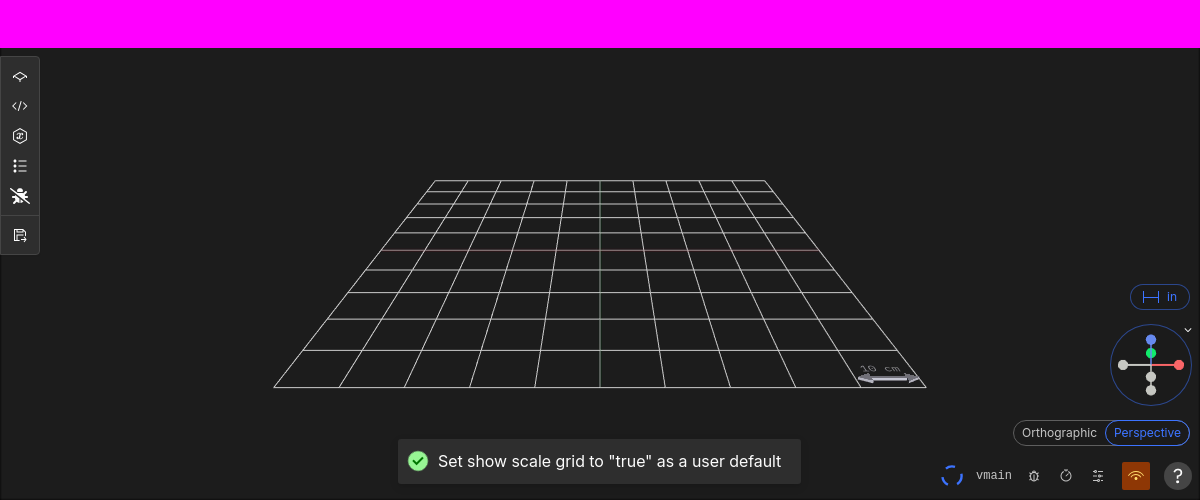 in
10 cm
Orthographic Perspective
Set show scale grid to "true" as a user default
vmain
?